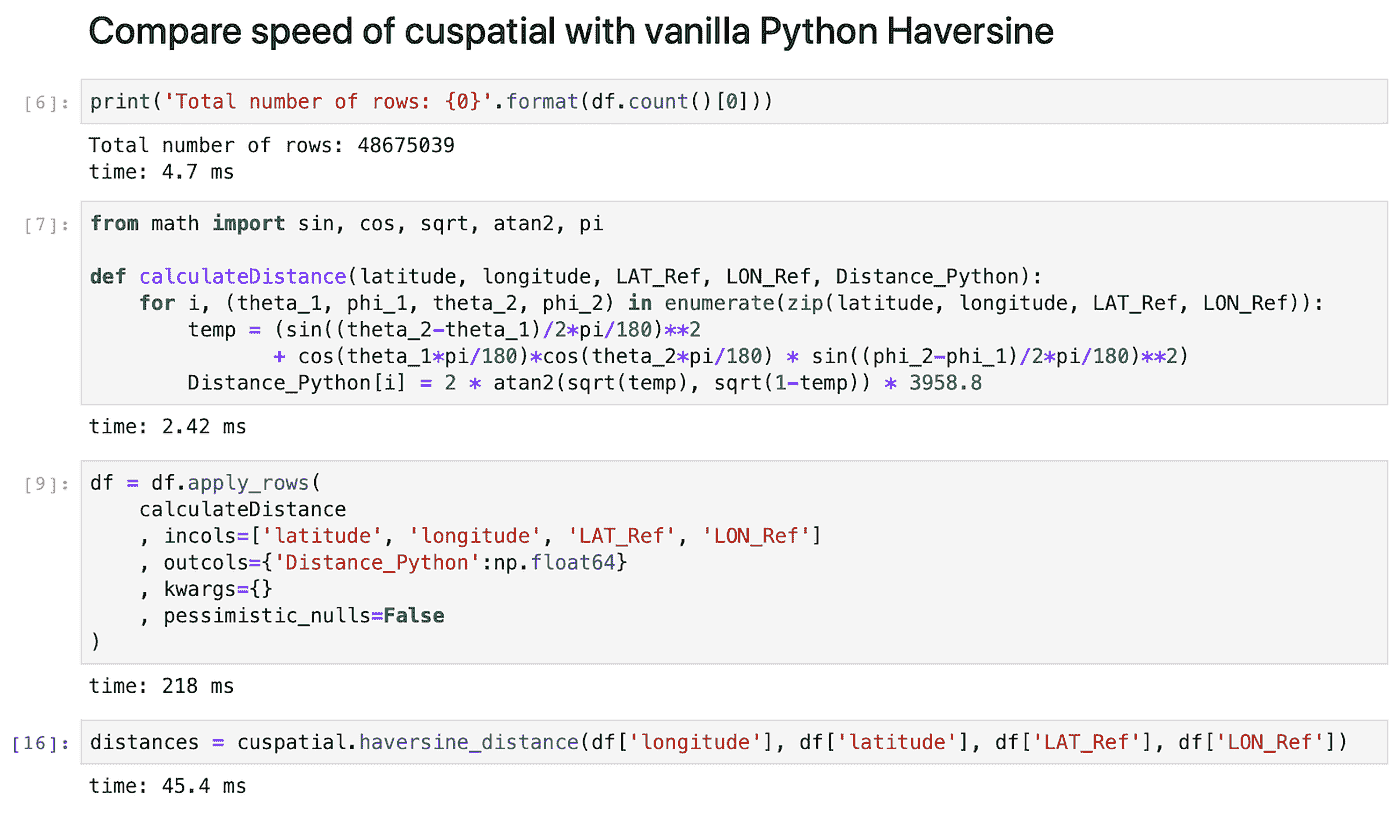 Compare speed of cuspatial with vanilla Python Haversine
[6]: print('Total number of rows: {0}'.format(df.count()[0]))
Total number of rows: 48675039
time: 4.7 ms
[7]: from math import sin, cos, sqrt, atan2, pi
def calculateDistance(latitude, longitude, LAT_Ref, LON_Ref, Distance_Python):
    for i, (theta_1, phi_1, theta_2, phi_2) in enumerate(zip(latitude, longitude, LAT_Ref, LON_Ref)):
        temp = (sin((theta_2-theta_1)/2*pi/180)**2
               + cos(theta_1*pi/180)*cos(theta_2*pi/180) * sin((phi_2-phi_1)/2*pi/180)**2)
        Distance_Python[i] = 2 * atan2(sqrt(temp), sqrt(1-temp)) * 3958.8
time: 2.42 ms
[9]: df = df.apply_rows(
    calculateDistance
    , incols=['latitude', 'longitude', 'LAT_Ref', 'LON_Ref']
    , outcols={'Distance_Python':np.float64}
    , kwargs={}
    , pessimistic_nulls=False
)
time: 218 ms
[16]: distances = cuspatial.haversine_distance(df['longitude'], df['latitude'], df['LAT_Ref'], df['LON_Ref'])
time: 45.4 ms